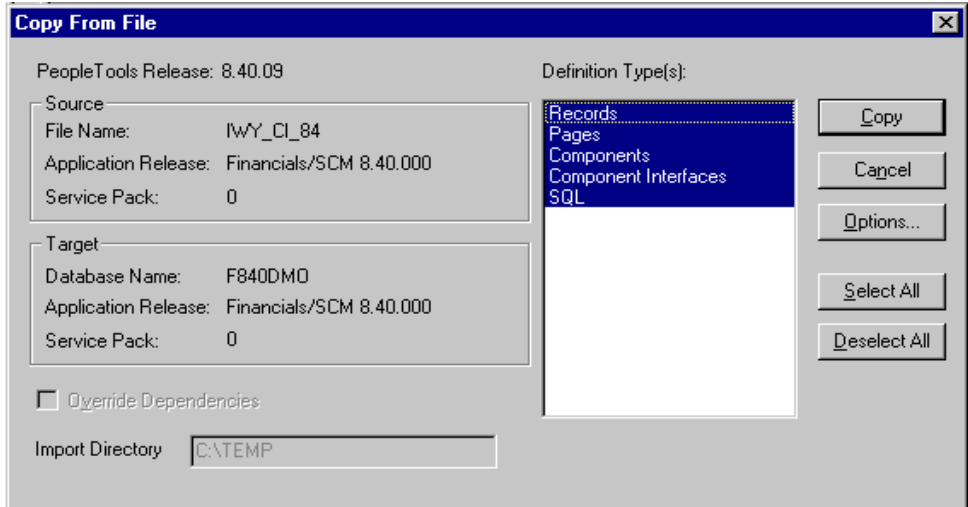 Copy From File
PeopleTools Release: 8.40.09
Source
File Name: IWY_CI_84
Application Release: Financials/SCM 8.40.000
Service Pack: 0
Target
Database Name: F840DMO
Application Release: Financials/SCM 8.40.000
Service Pack: 0
Override Dependencies
Import Directory C:\TEMP
Definition Type(s):
Records
Pages
Components
Component Interfaces
SQL
Copy
Cancel
Options...
Select All
Deselect All